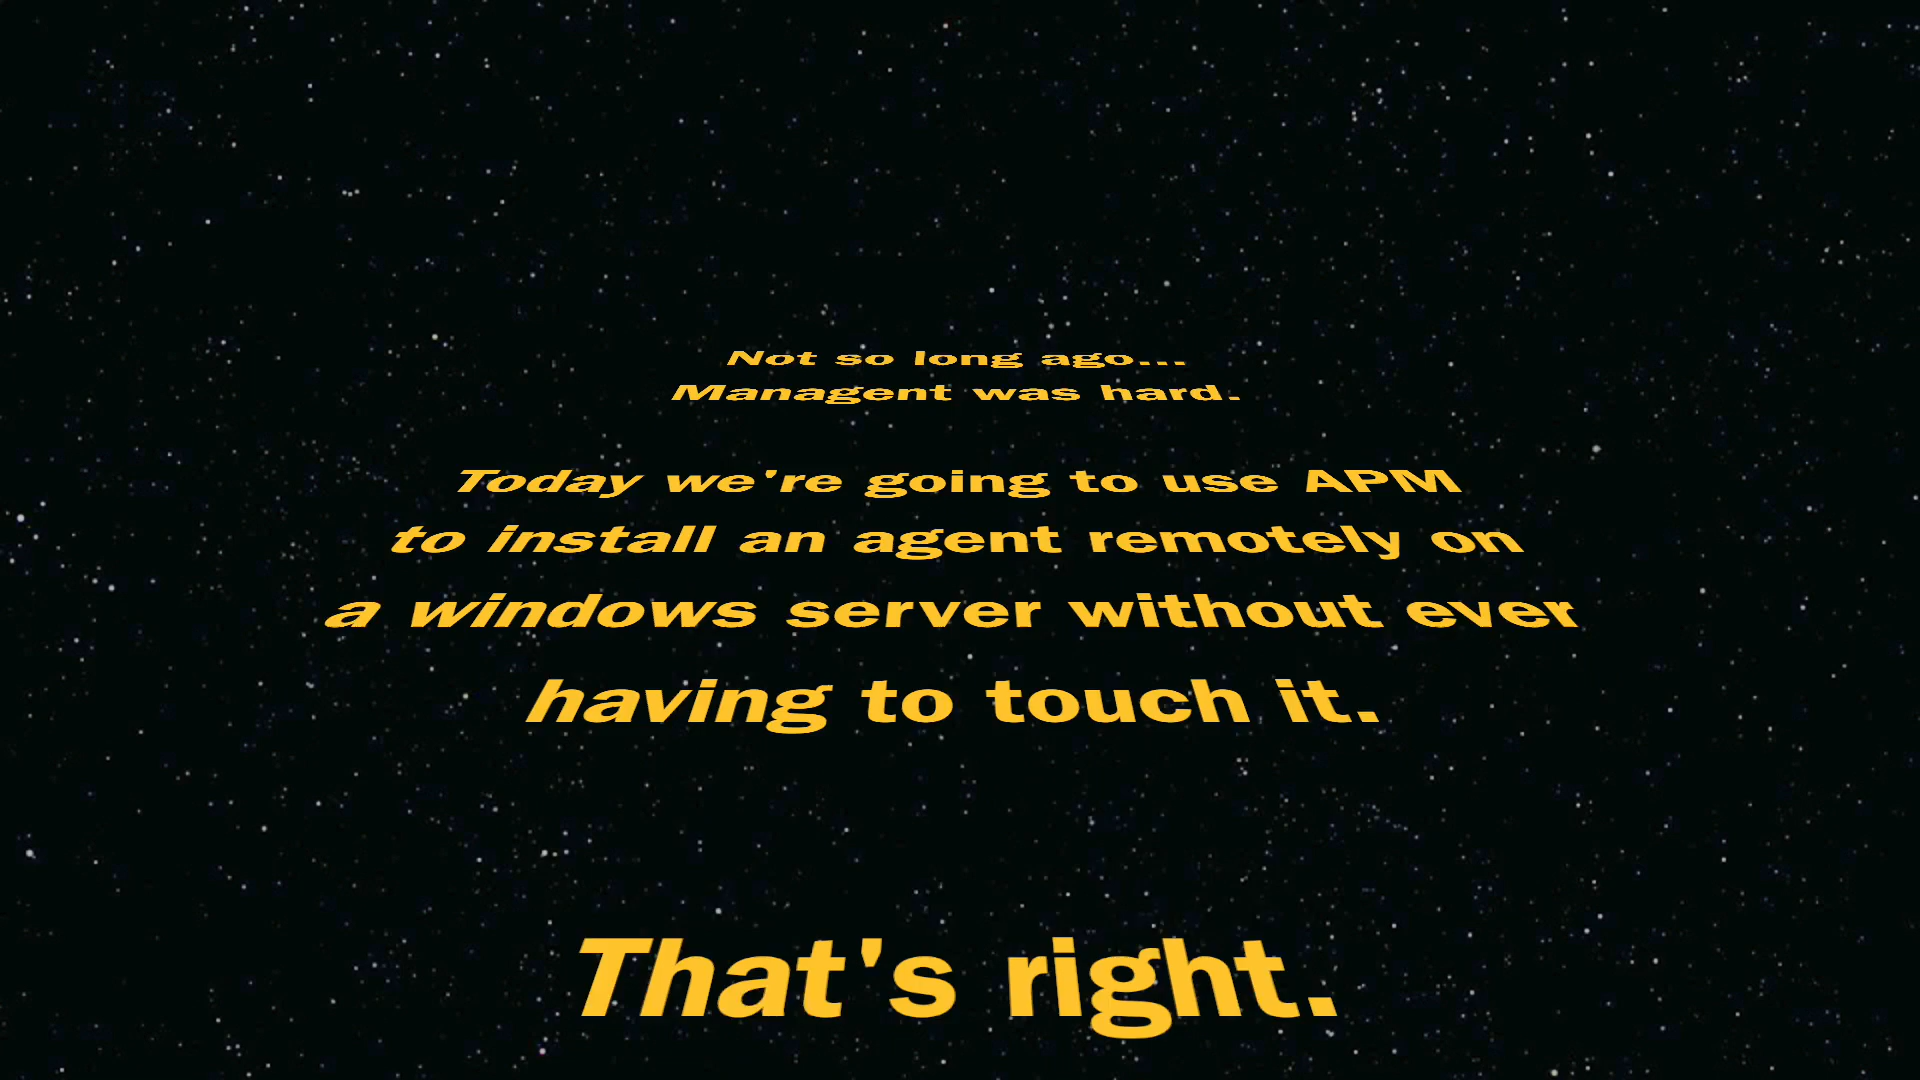 Not so long ago...
Managent was hard.
Today we're going to use APM
to install an agent remotely on
a windows server without ever
having to touch it.
That's right.